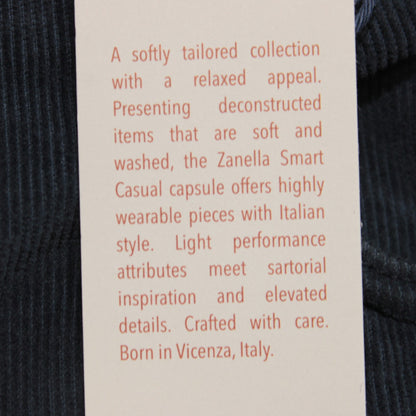 A softly tailored collection
with a relaxed appeal.
Presenting deconstructed
items that are soft and
washed, the Zanella Smart
Casual capsule offers highly
wearable pieces with Italian
style. Light performance
attributes meet sartorial
inspiration and elevated
details. Crafted with care.
Born in Vicenza, Italy.